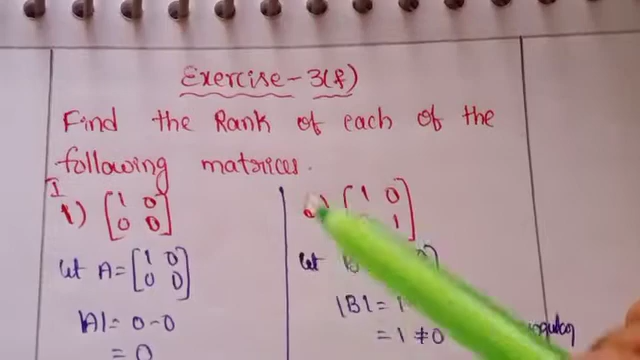 Exercise-3(f)
Find the Rank of each of the
following matrices.
I
1) [1 0
0 0]
let A = [1 0
0 0]
|A| = 0-0
= 0
[1 0
1]
let B
|B| = 1
= 1 ≠ 0